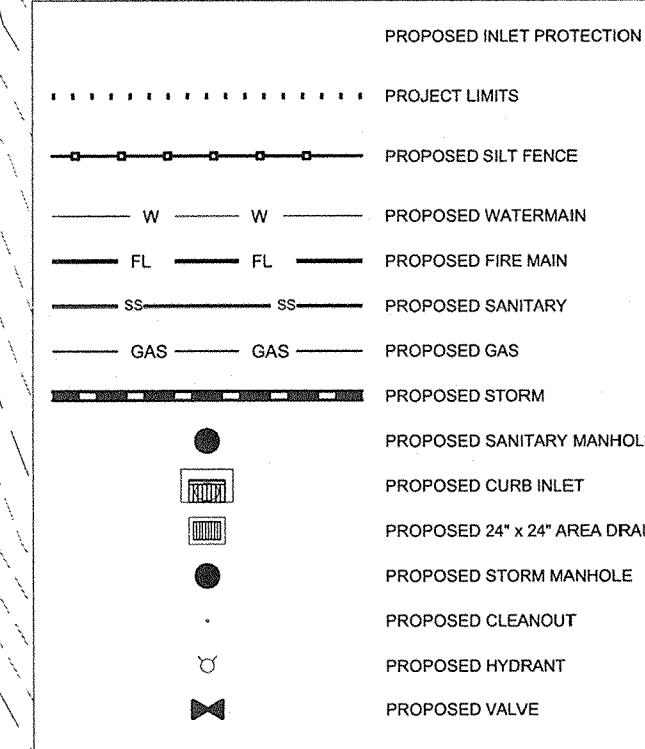 PROPOSED INLET PROTECTION
PROJECT LIMITS
PROPOSED SILT FENCE
W W PROPOSED WATERMAIN
FL FL PROPOSED FIRE MAIN
SS SS PROPOSED SANITARY
GAS GAS PROPOSED GAS
PROPOSED STORM
PROPOSED SANITARY MANHOL
PROPOSED CURB INLET
PROPOSED 24" x 24" AREA DRAI
PROPOSED STORM MANHOLE
PROPOSED CLEANOUT
PROPOSED HYDRANT
PROPOSED VALVE